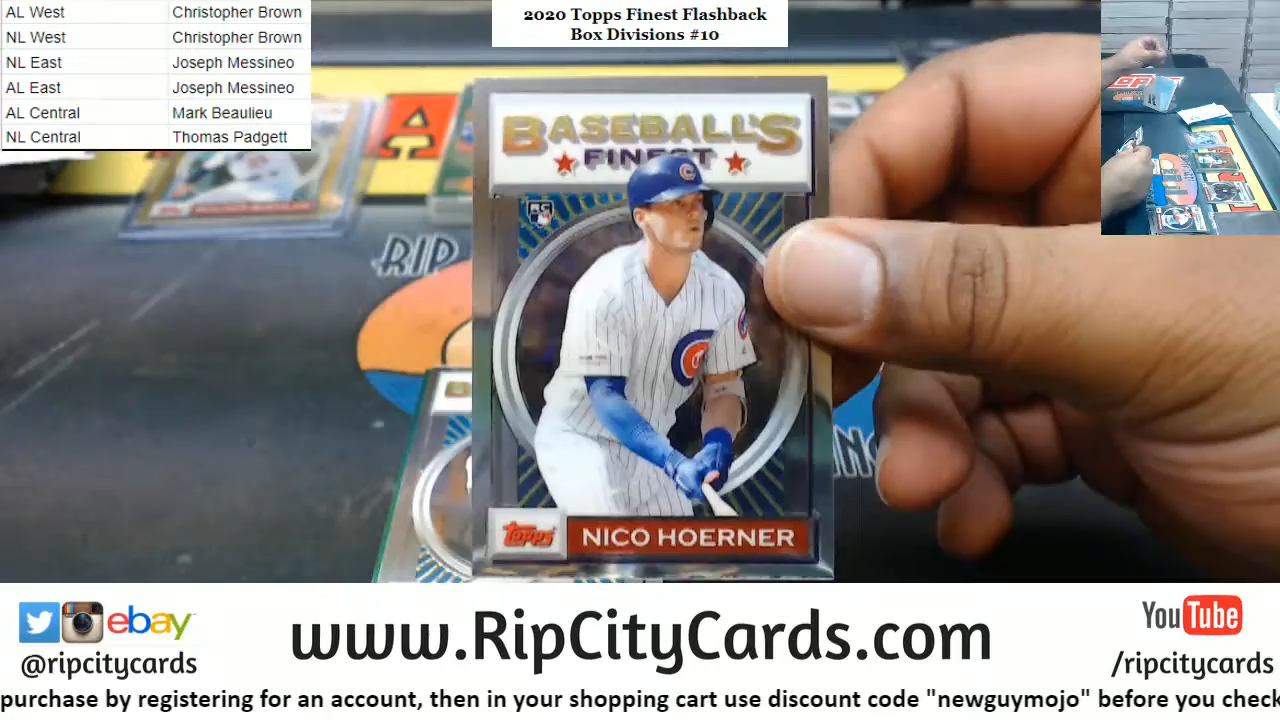 AL West Christopher Brown
NL West Christopher Brown
NL East Joseph Messineo
AL East Joseph Messineo
AL Central Mark Beaulieu
NL Central Thomas Padgett
2020 Topps Finest Flashback
Box Divisions #10
BASEBALL'S
FINEST
RC
C
RIP
Topps
NICO HOERNER
ebay
@ripcitycards
www.RipCityCards.com
YouTube
/ripcitycards
purchase by registering for an account, then in your shopping cart use discount code "newguymojo" before you check